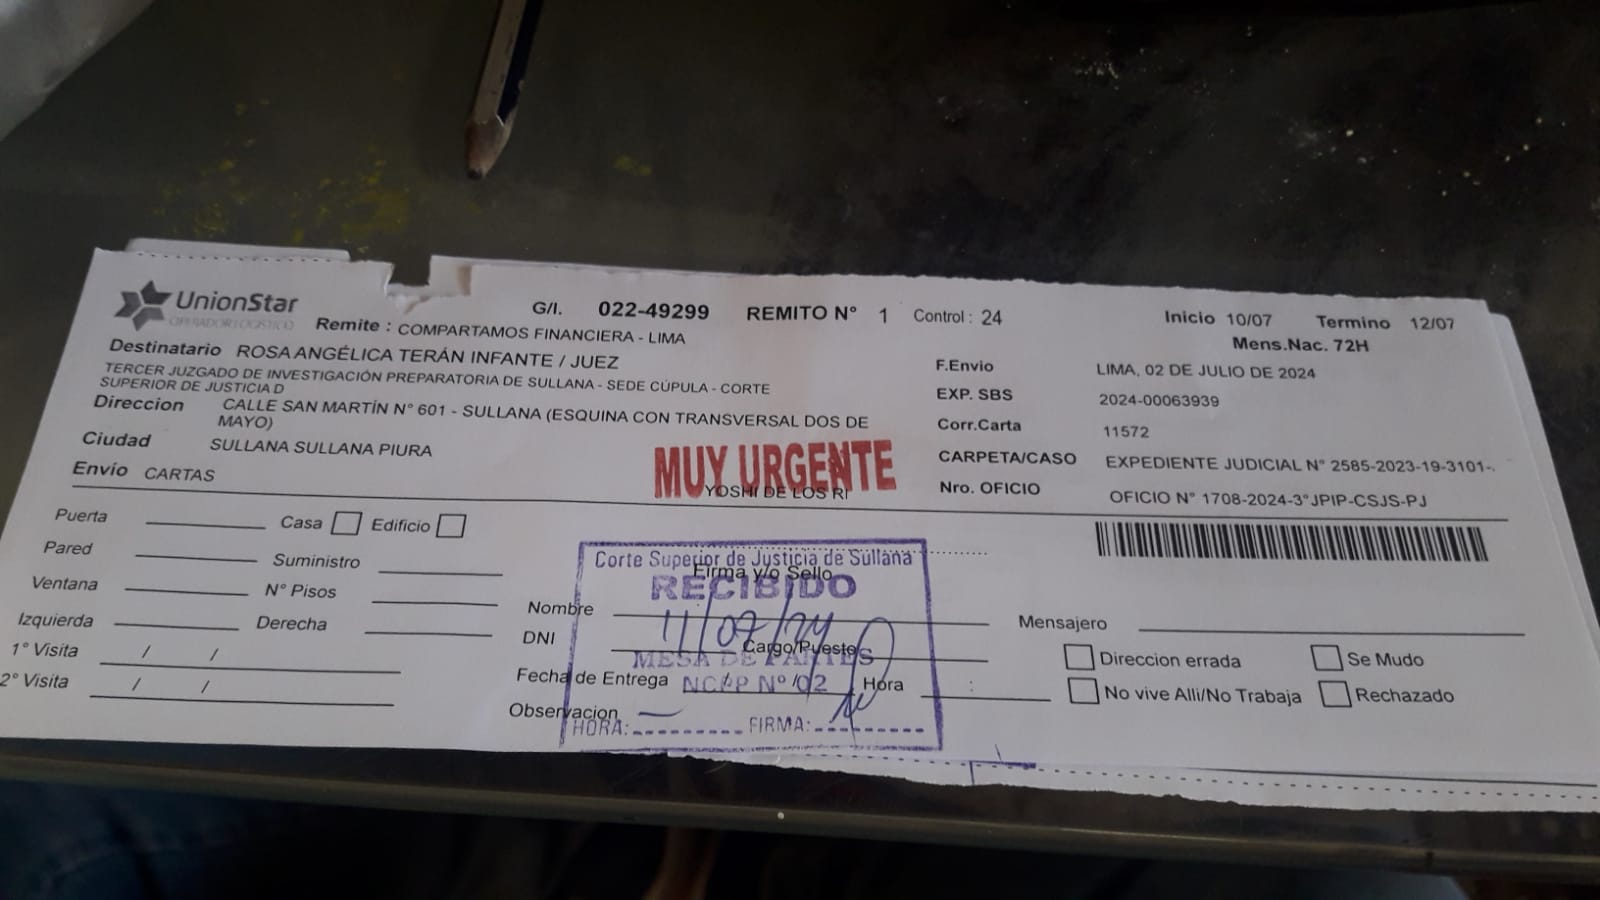 UnionStar
OPERADOR LOGISTICO
G/I. 022-49299 REMITO N° 1 Control : 24
Inicio 10/07 Termino 12/07
Mens.Nac. 72H
Remite : COMPARTAMOS FINANCIERA - LIMA
Destinatario ROSA ANGÉLICA TERÁN INFANTE / JUEZ
TERCER JUZGADO DE INVESTIGACIÓN PREPARATORIA DE SULLANA - SEDE CÚPULA - CORTE
SUPERIOR DE JUSTICIA D
Direccion CALLE SAN MARTÍN N° 601 - SULLANA (ESQUINA CON TRANSVERSAL DOS DE
MAYO)
Ciudad SULLANA SULLANA PIURA
Envío CARTAS
F.Envio LIMA, 02 DE JULIO DE 2024
EXP. SBS 2024-00063939
Corr.Carta 11572
CARPETA/CASO EXPEDIENTE JUDICIAL N° 2585-2023-19-3101-.
Nro. OFICIO OFICIO N° 1708-2024-3°JPIP-CSJS-PJ
MUY URGENTE
YOSHI DE LOS RI
Puerta Casa Edificio
Pared Suministro
Ventana N° Pisos
Izquierda Derecha
1° Visita / /
2° Visita / /
Corte Superior de Justicia de Sullana
Firma y/o Sello
RECIBIDO
Nombre
11/07/24
DNI Cargo/Puesto
MESA DE PARTES
Fecha de Entrega NCPP N° 02 Hora :
Observacion
HORA: FIRMA:
Mensajero
Direccion errada Se Mudo
No vive Alli/No Trabaja Rechazado